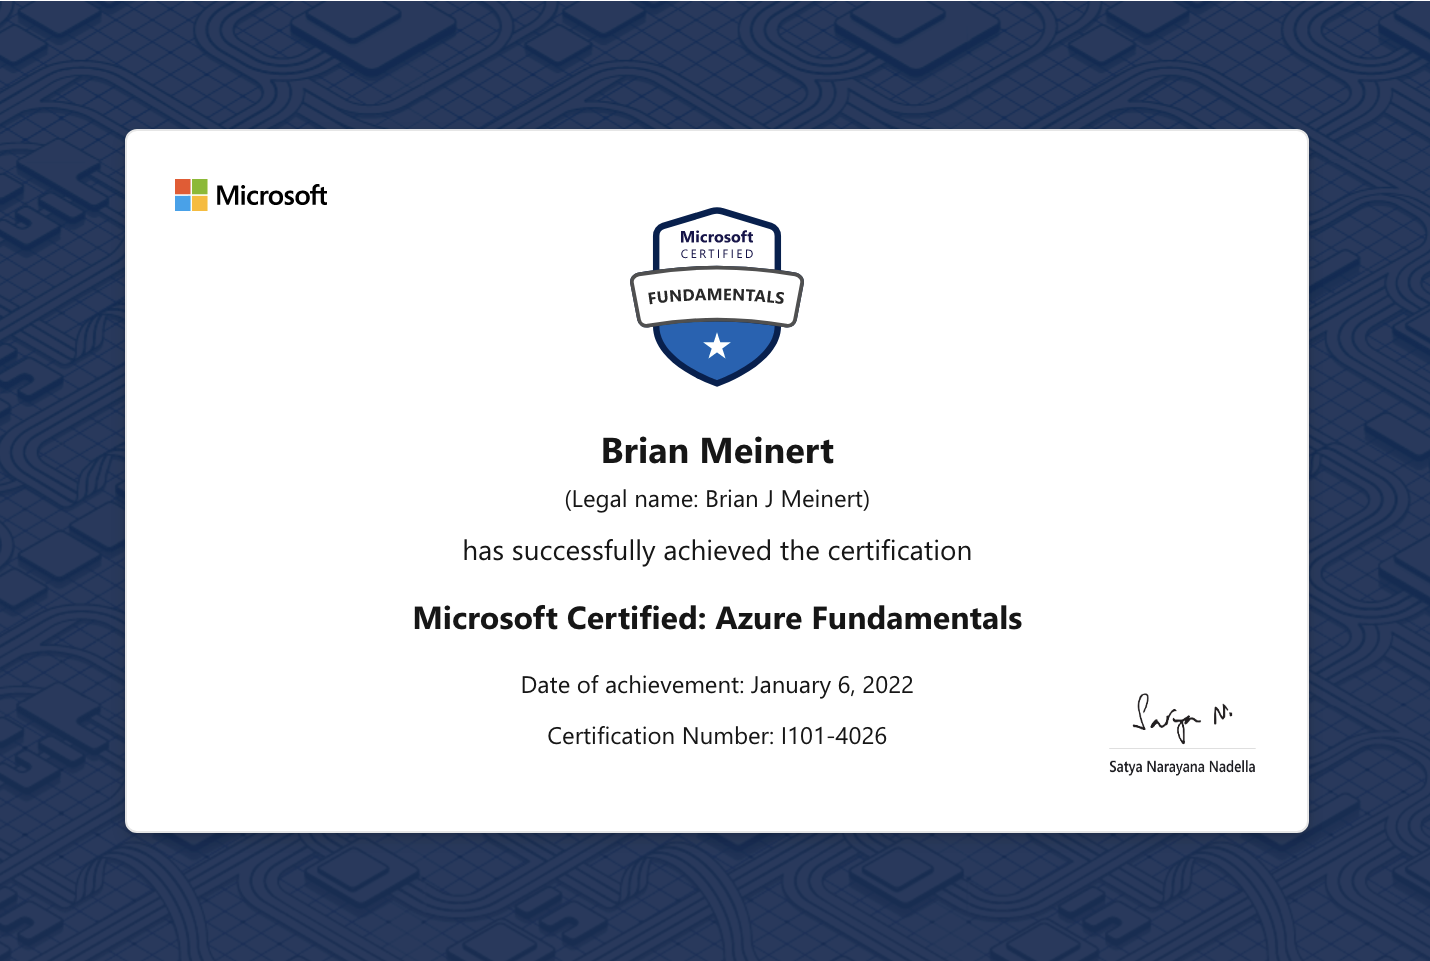 Microsoft
Microsoft
CERTIFIED
FUNDAMENTALS
Brian Meinert
(Legal name: Brian J Meinert)
has successfully achieved the certification
Microsoft Certified: Azure Fundamentals
Date of achievement: January 6, 2022
Certification Number: I101-4026
Satya N.
Satya Narayana Nadella